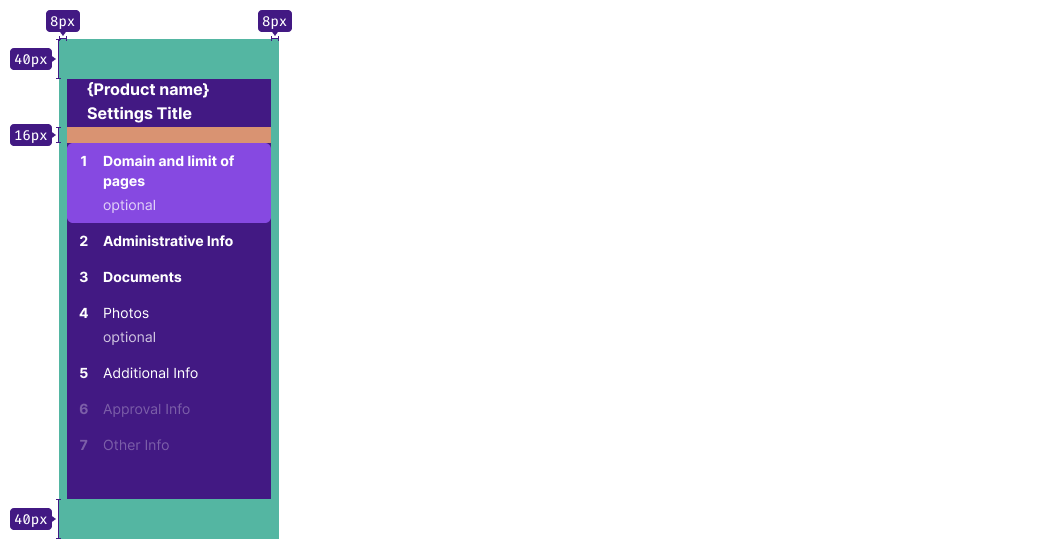 8px
8px
40px
{Product name}
Settings Title
16px
1 Domain and limit of
pages
optional
2 Administrative Info
3 Documents
4 Photos
optional
5 Additional Info
6 Approval Info
7 Other Info
40px